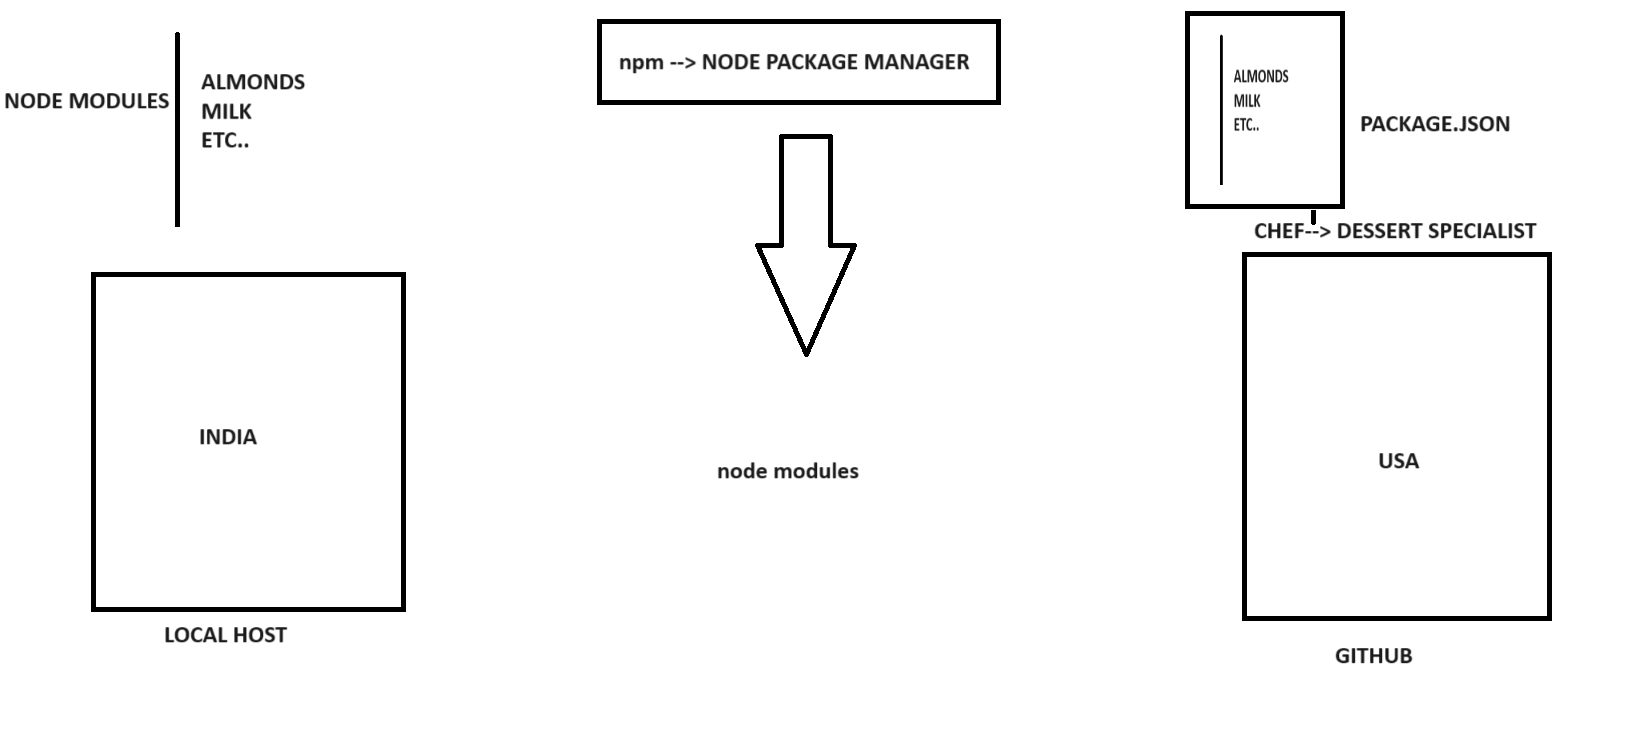 NODE MODULES
ALMONDS
MILK
ETC..
INDIA
LOCAL HOST
npm --> NODE PACKAGE MANAGER
node modules
ALMONDS
MILK
ETC..
PACKAGE.JSON
CHEF--> DESSERT SPECIALIST
USA
GITHUB